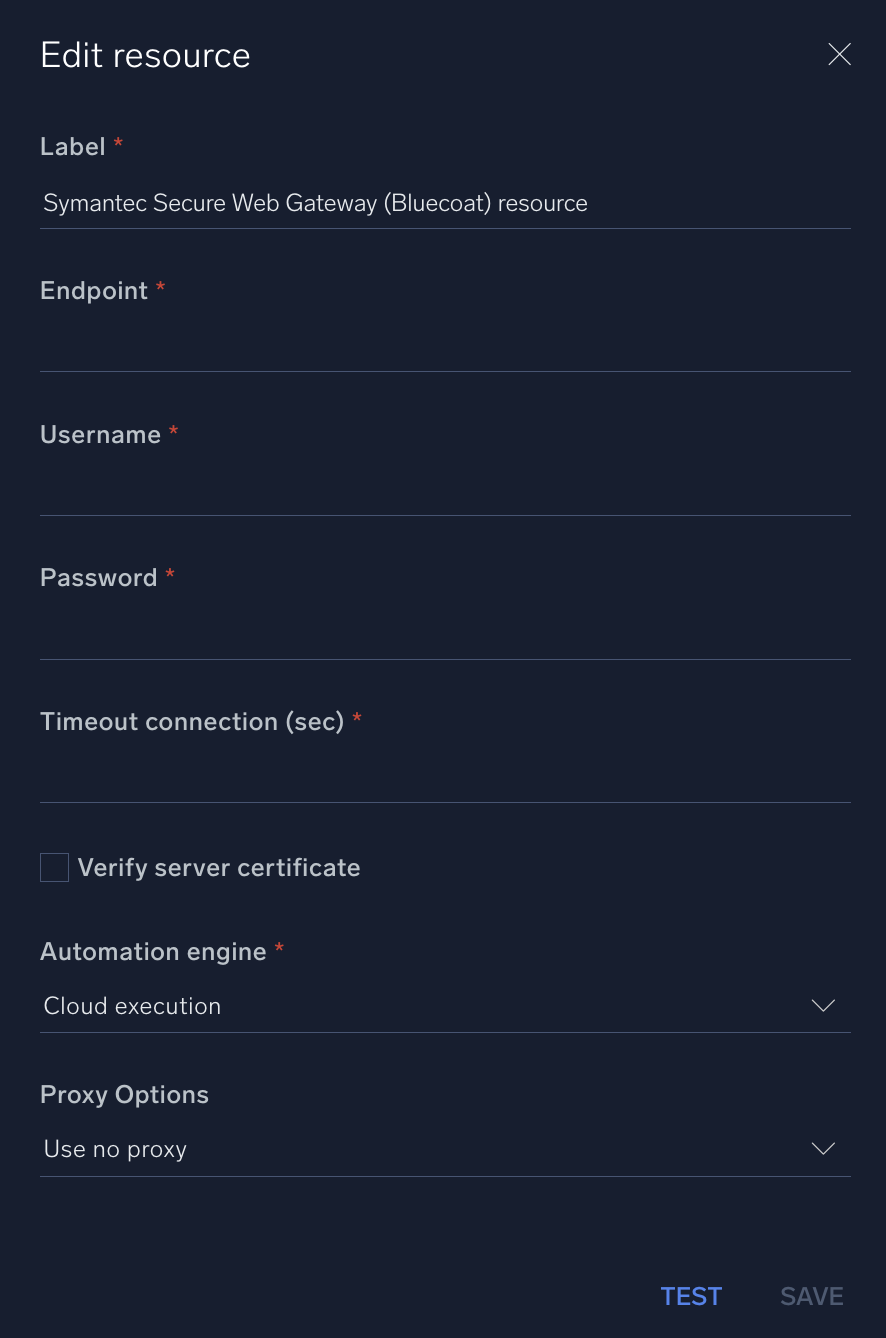 Edit resource
Label *
Symantec Secure Web Gateway (Bluecoat) resource
Endpoint *
Username *
Password *
Timeout connection (sec) *
Verify server certificate
Automation engine *
Cloud execution
Proxy Options
Use no proxy
TEST SAVE